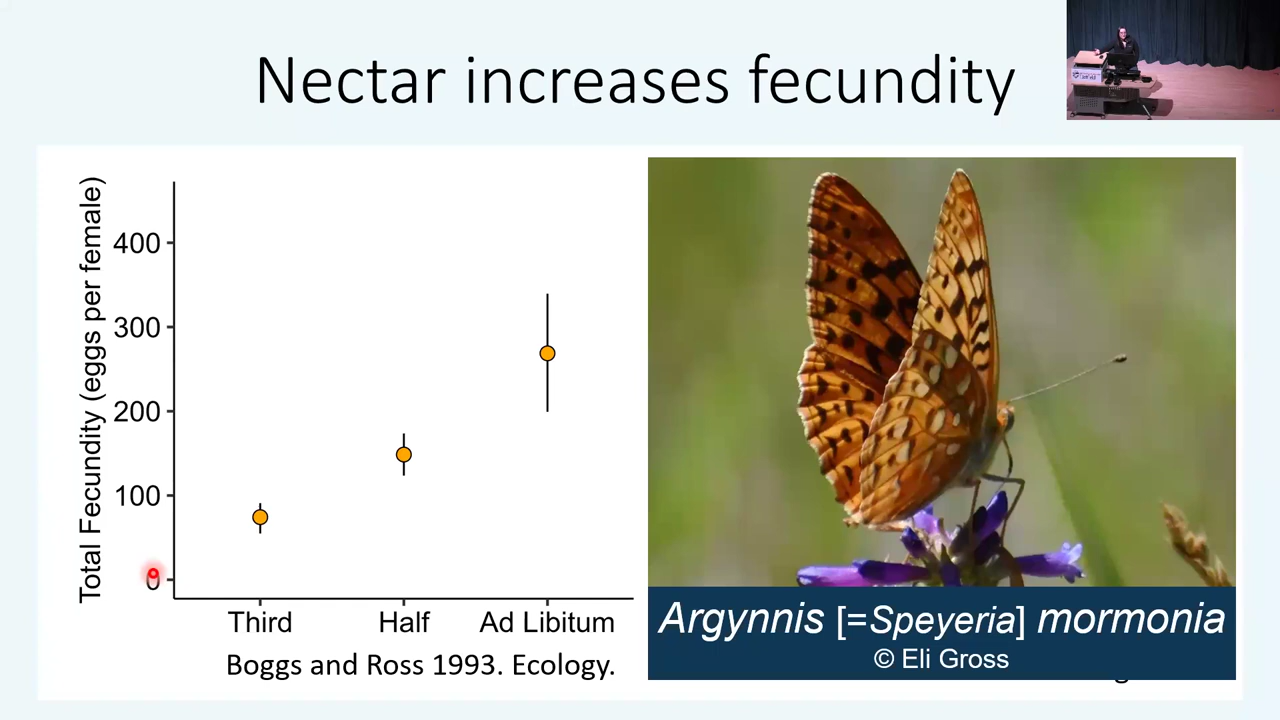 Nectar increases fecundity
Total Fecundity (eggs per female)
400
300
200
100
0
Third Half Ad Libitum
Boggs and Ross 1993. Ecology.
Argynnis [=Speyeria] mormonia
© Eli Gross